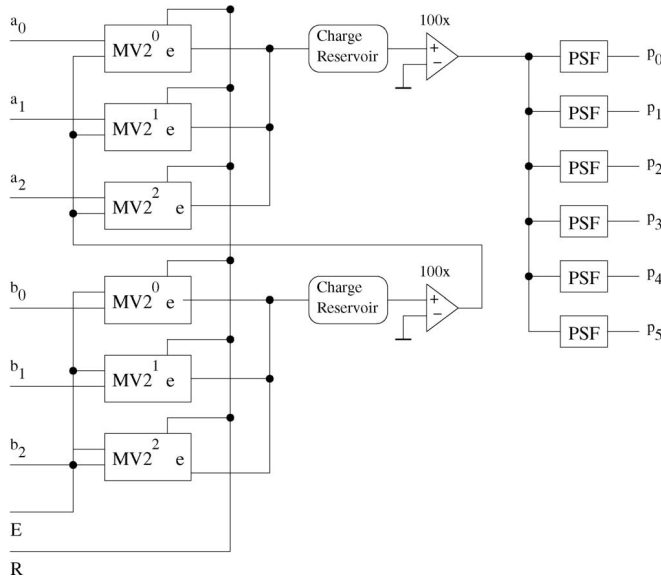 a0
MV2^0 e
Charge
Reservoir
100x
+
−
PSF
p0
a1
MV2^1 e
PSF
p1
a2
MV2^2 e
PSF
p2
PSF
p3
b0
MV2^0 e
Charge
Reservoir
100x
+
−
PSF
p4
b1
MV2^1 e
PSF
p5
b2
MV2^2 e
E
R